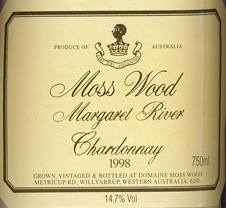 PRODUCE OF AUSTRALIA
Moss Wood
Margaret River
Chardonnay
1998
750ml
GROWN, VINTAGED & BOTTLED AT DOMAINE MOSS WOOD
METRICUP RD, WILLYABRUP, WESTERN AUSTRALIA, 6280.
14.7% Vol